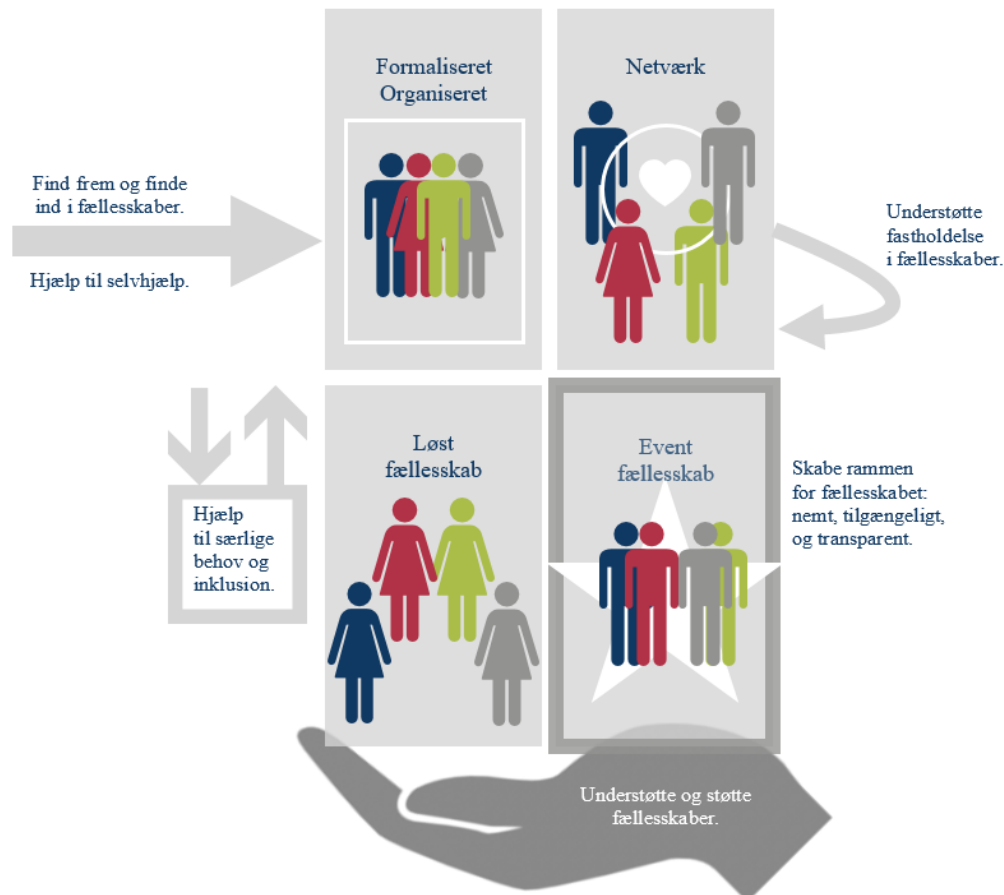 Formaliseret
Organiseret
Netværk
Find frem og finde
ind i fællesskaber.
Hjælp til selvhjælp.
Understøtte
fastholdelse
i fællesskaber.
Hjælp
til særlige
behov og
inklusion.
Løst
fællesskab
Event
fællesskab
Skabe rammen
for fællesskabet:
nemt, tilgængeligt,
og transparent.
Understøtte og støtte
fællesskaber.